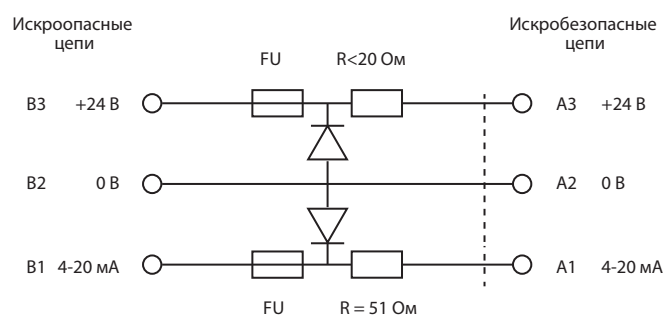 Искроопасные
цепи
Искробезопасные
цепи
FU R<20 Ом
B3 +24 В A3 +24 В
B2 0 В A2 0 В
B1 4-20 мА A1 4-20 мА
FU R = 51 Ом